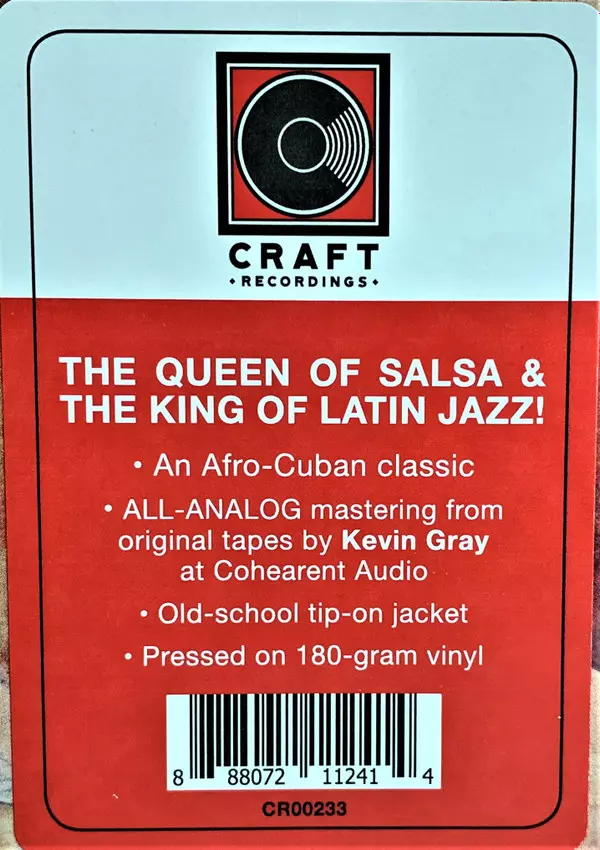 CRAFT
•RECORDINGS•
THE QUEEN OF SALSA &
THE KING OF LATIN JAZZ!
• An Afro-Cuban classic
• ALL-ANALOG mastering from
original tapes by Kevin Gray
at Cohearent Audio
• Old-school tip-on jacket
• Pressed on 180-gram vinyl
8 88072 11241 4
CR00233